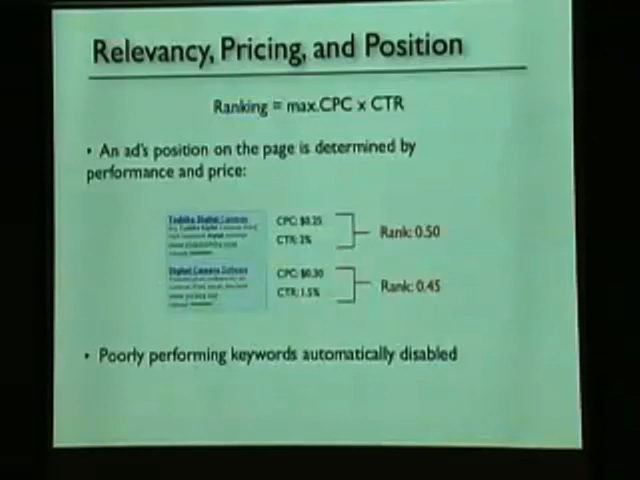 Relevancy, Pricing, and Position
Ranking = max.CPC x CTR
• An ad's position on the page is determined by
performance and price:
Toshiba Digital Cameras
CPC: $0.25
CTR: 2%
Rank: 0.50
Digital Camera
CPC: $0.30
CTR: 1.5%
Rank: 0.45
• Poorly performing keywords automatically disabled